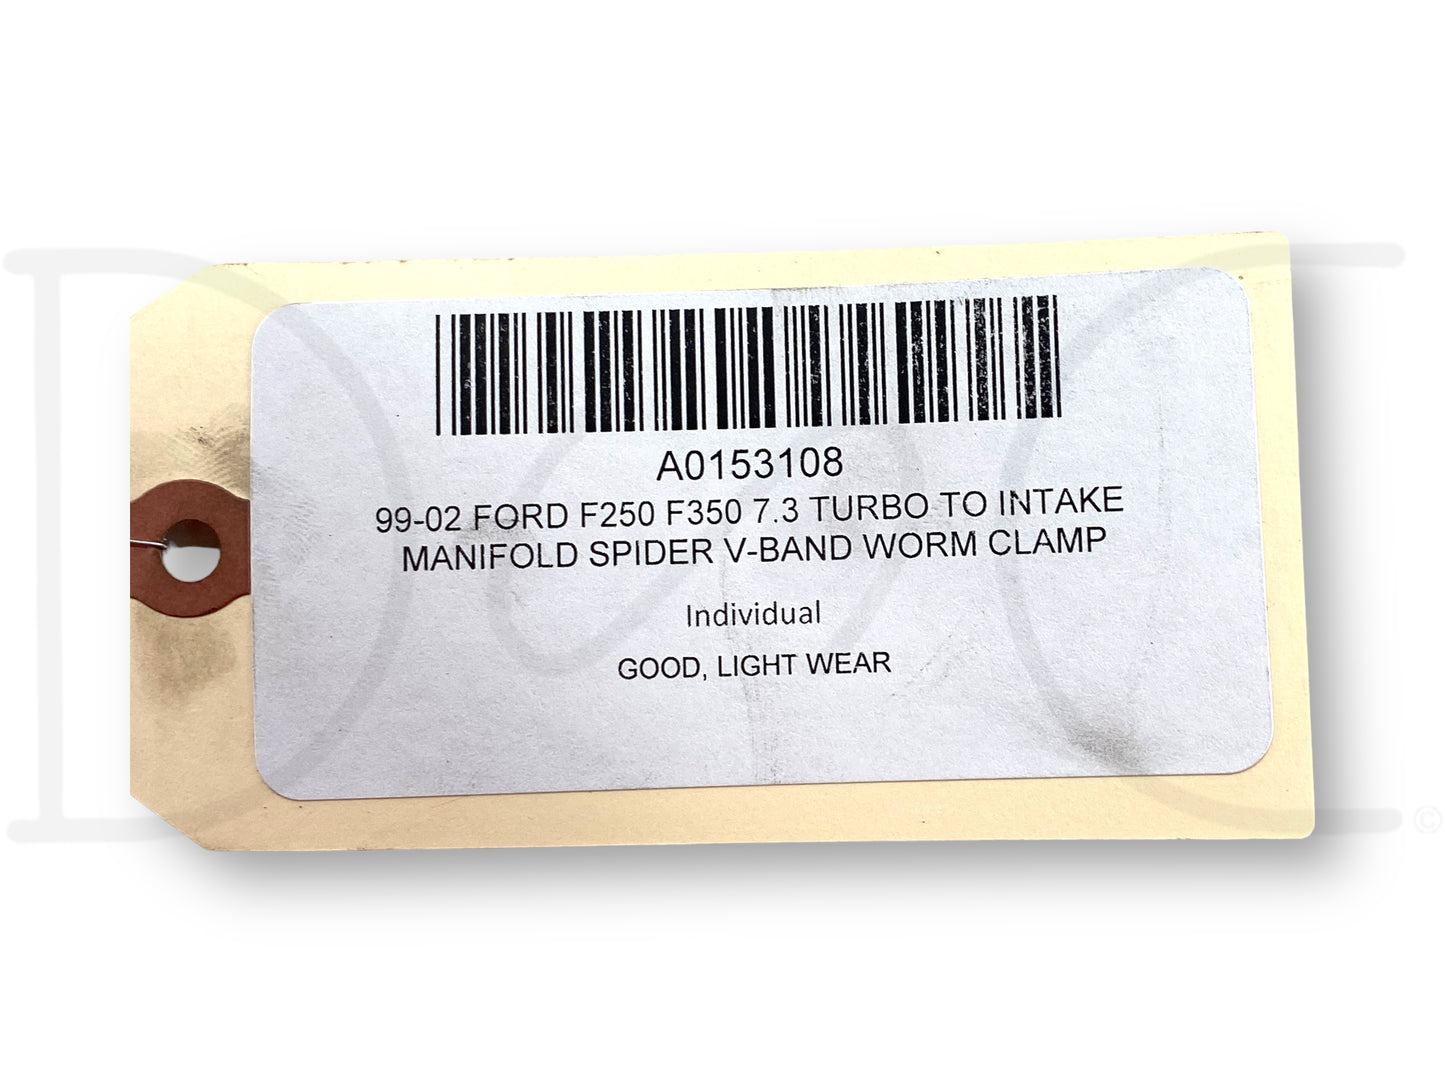 A0153108
99-02 FORD F250 F350 7.3 TURBO TO INTAKE
MANIFOLD SPIDER V-BAND WORM CLAMP
Individual
GOOD, LIGHT WEAR
©